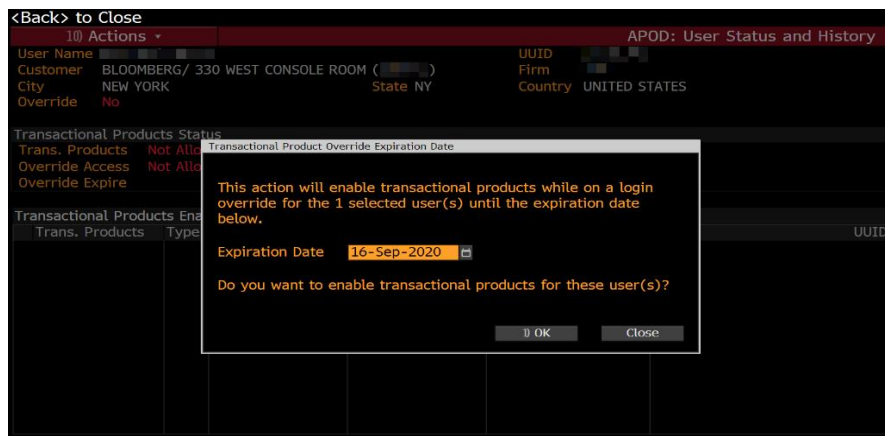 <Back> to Close
10) Actions APOD: User Status and History
User Name UUID
Customer BLOOMBERG/ 330 WEST CONSOLE ROOM ( ) Firm
City NEW YORK State NY Country UNITED STATES
Override No
Transactional Products Status
Trans. Products Not Allo
Override Access Not Allo
Override Expire
Transactional Product Override Expiration Date
This action will enable transactional products while on a login
override for the 1 selected user(s) until the expiration date
below.
Expiration Date 16-Sep-2020
Do you want to enable transactional products for these user(s)?
1) OK Close
Transactional Products Ena
Trans. Products Type UUID